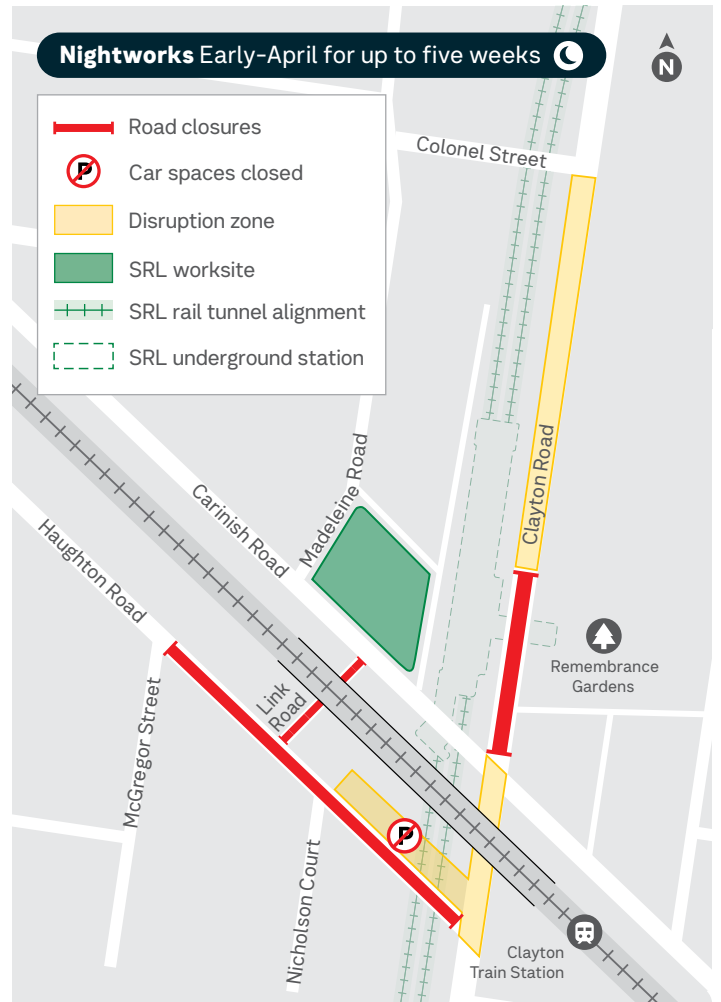 Nightworks Early-April for up to five weeks
N
Road closures
P
Car spaces closed
Disruption zone
SRL worksite
SRL rail tunnel alignment
SRL underground station
Colonel Street
Clayton Road
Madeleine Road
Carinish Road
Haughton Road
Remembrance
Gardens
Link
Road
McGregor Street
P
Nicholson Court
Clayton
Train Station